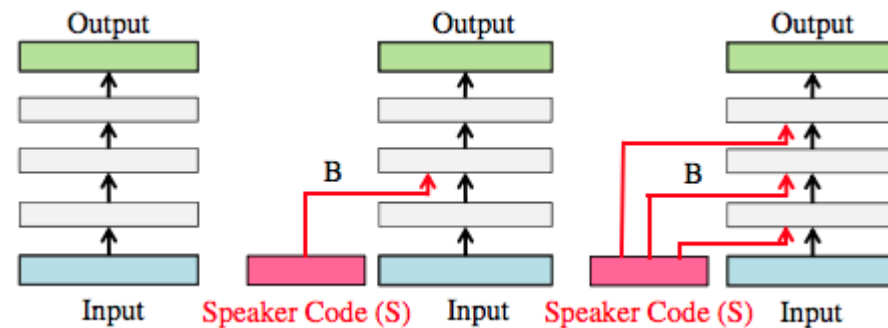 Output Output Output
B B
Input Speaker Code (S) Input Speaker Code (S) Input